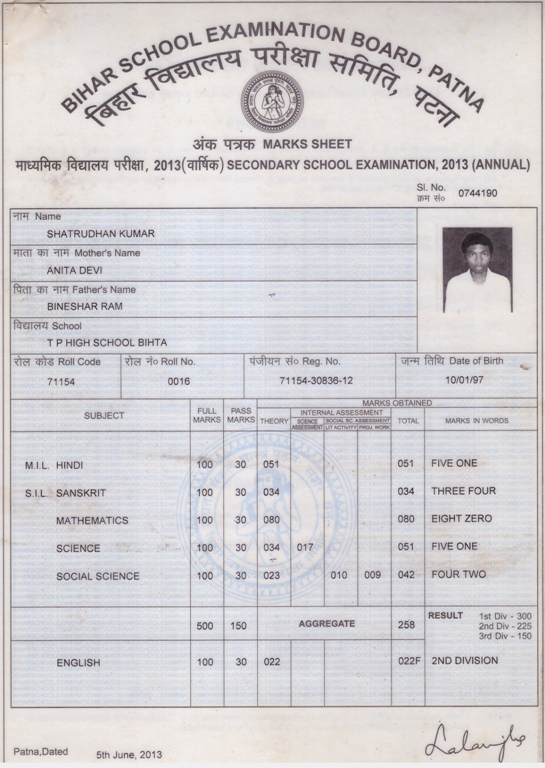 BIHAR SCHOOL EXAMINATION BOARD, PATNA
बिहार विद्यालय परीक्षा समिति, पटना
अंक पत्रक MARKS SHEET
माध्यमिक विद्यालय परीक्षा, 2013(वार्षिक) SECONDARY SCHOOL EXAMINATION, 2013 (ANNUAL)
Sl. No. 0744190
क्रम सं०
नाम Name
SHATRUDHAN KUMAR
माता का नाम Mother's Name
ANITA DEVI
पिता का नाम Father's Name
BINESHAR RAM
विद्यालय School
T P HIGH SCHOOL BIHTA
रोल कोड Roll Code रोल नं० Roll No. पंजीयन सं० Reg. No. जन्म तिथि Date of Birth
71154 0016 71154-30836-12 10/01/97
MARKS OBTAINED
SUBJECT FULL MARKS PASS MARKS THEORY INTERNAL ASSESSMENT TOTAL MARKS IN WORDS
SCIENCE ASSESSMENT SOCIAL SC. ASSESSMENT
LIT ACTIVITY PROJ. WORK
M.I.L. HINDI 100 30 051 051 FIVE ONE
S.I.L. SANSKRIT 100 30 034 034 THREE FOUR
MATHEMATICS 100 30 080 080 EIGHT ZERO
SCIENCE 100 30 034 017 051 FIVE ONE
SOCIAL SCIENCE 100 30 023 010 009 042 FOUR TWO
500 150 AGGREGATE 258 RESULT 1st Div - 300
2nd Div - 225
3rd Div - 150
ENGLISH 100 30 022 022F 2ND DIVISION
Patna,Dated 5th June, 2013